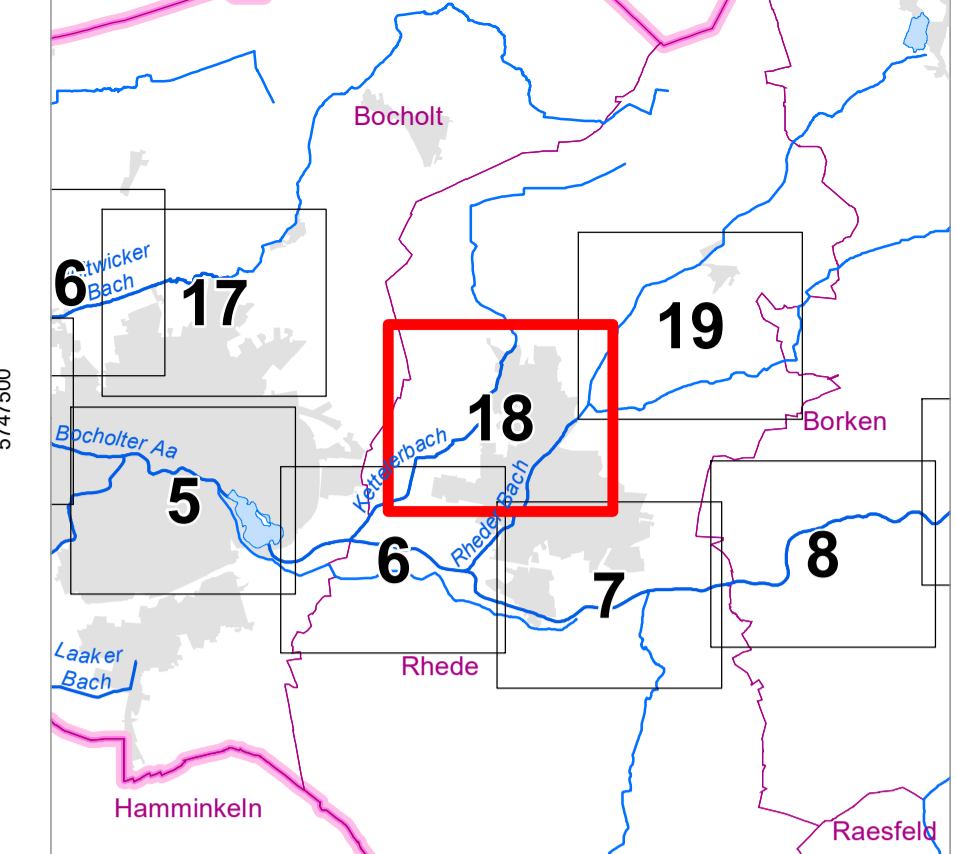 Bocholt
6
Bach
17
19
5747500
18
Borken
Bocholter Aa
Kettelerbach
5
Rheder Bach
6
8
7
Laaker
Bach
Rhede
Hamminkeln
Raesfeld